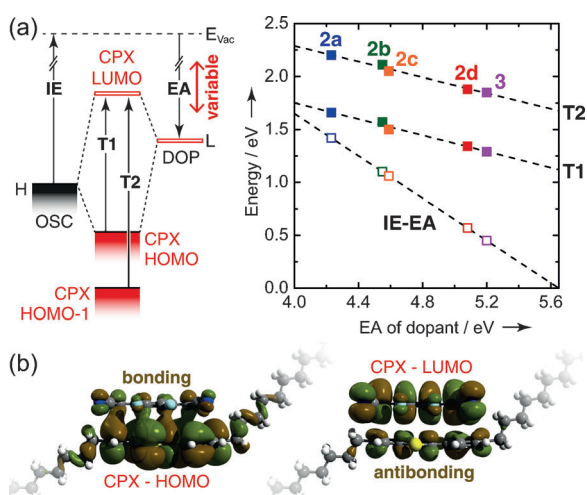 (a)
E_Vac
CPX
LUMO
IE
EA
variable
T1
T2
L
DOP
H
OSC
CPX
HOMO
CPX
HOMO-1
Energy / eV
2.5
2.0
1.5
1.0
0.5
0.0
2a
2b
2c
2d
3
T2
T1
IE-EA
4.0 4.4 4.8 5.2 5.6
EA of dopant / eV
(b)
bonding
CPX - HOMO
CPX - LUMO
antibonding